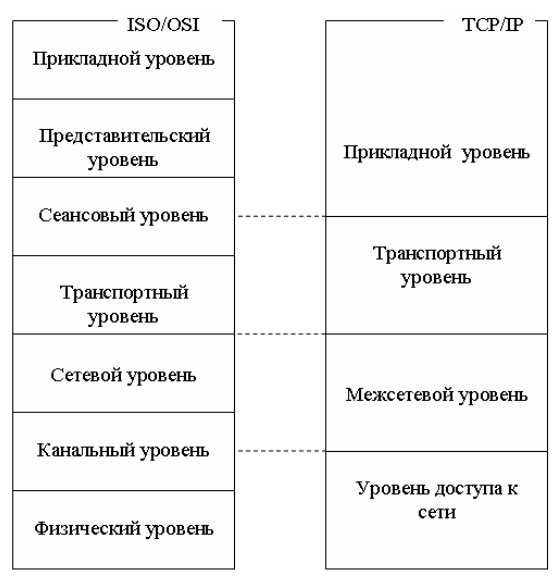 ISO/OSI
Прикладной уровень
Представительский
уровень
Сеансовый уровень
Транспортный
уровень
Сетевой уровень
Канальный уровень
Физический уровень
TCP/IP
Прикладной уровень
Транспортный
уровень
Межсетевой уровень
Уровень доступа к
сети